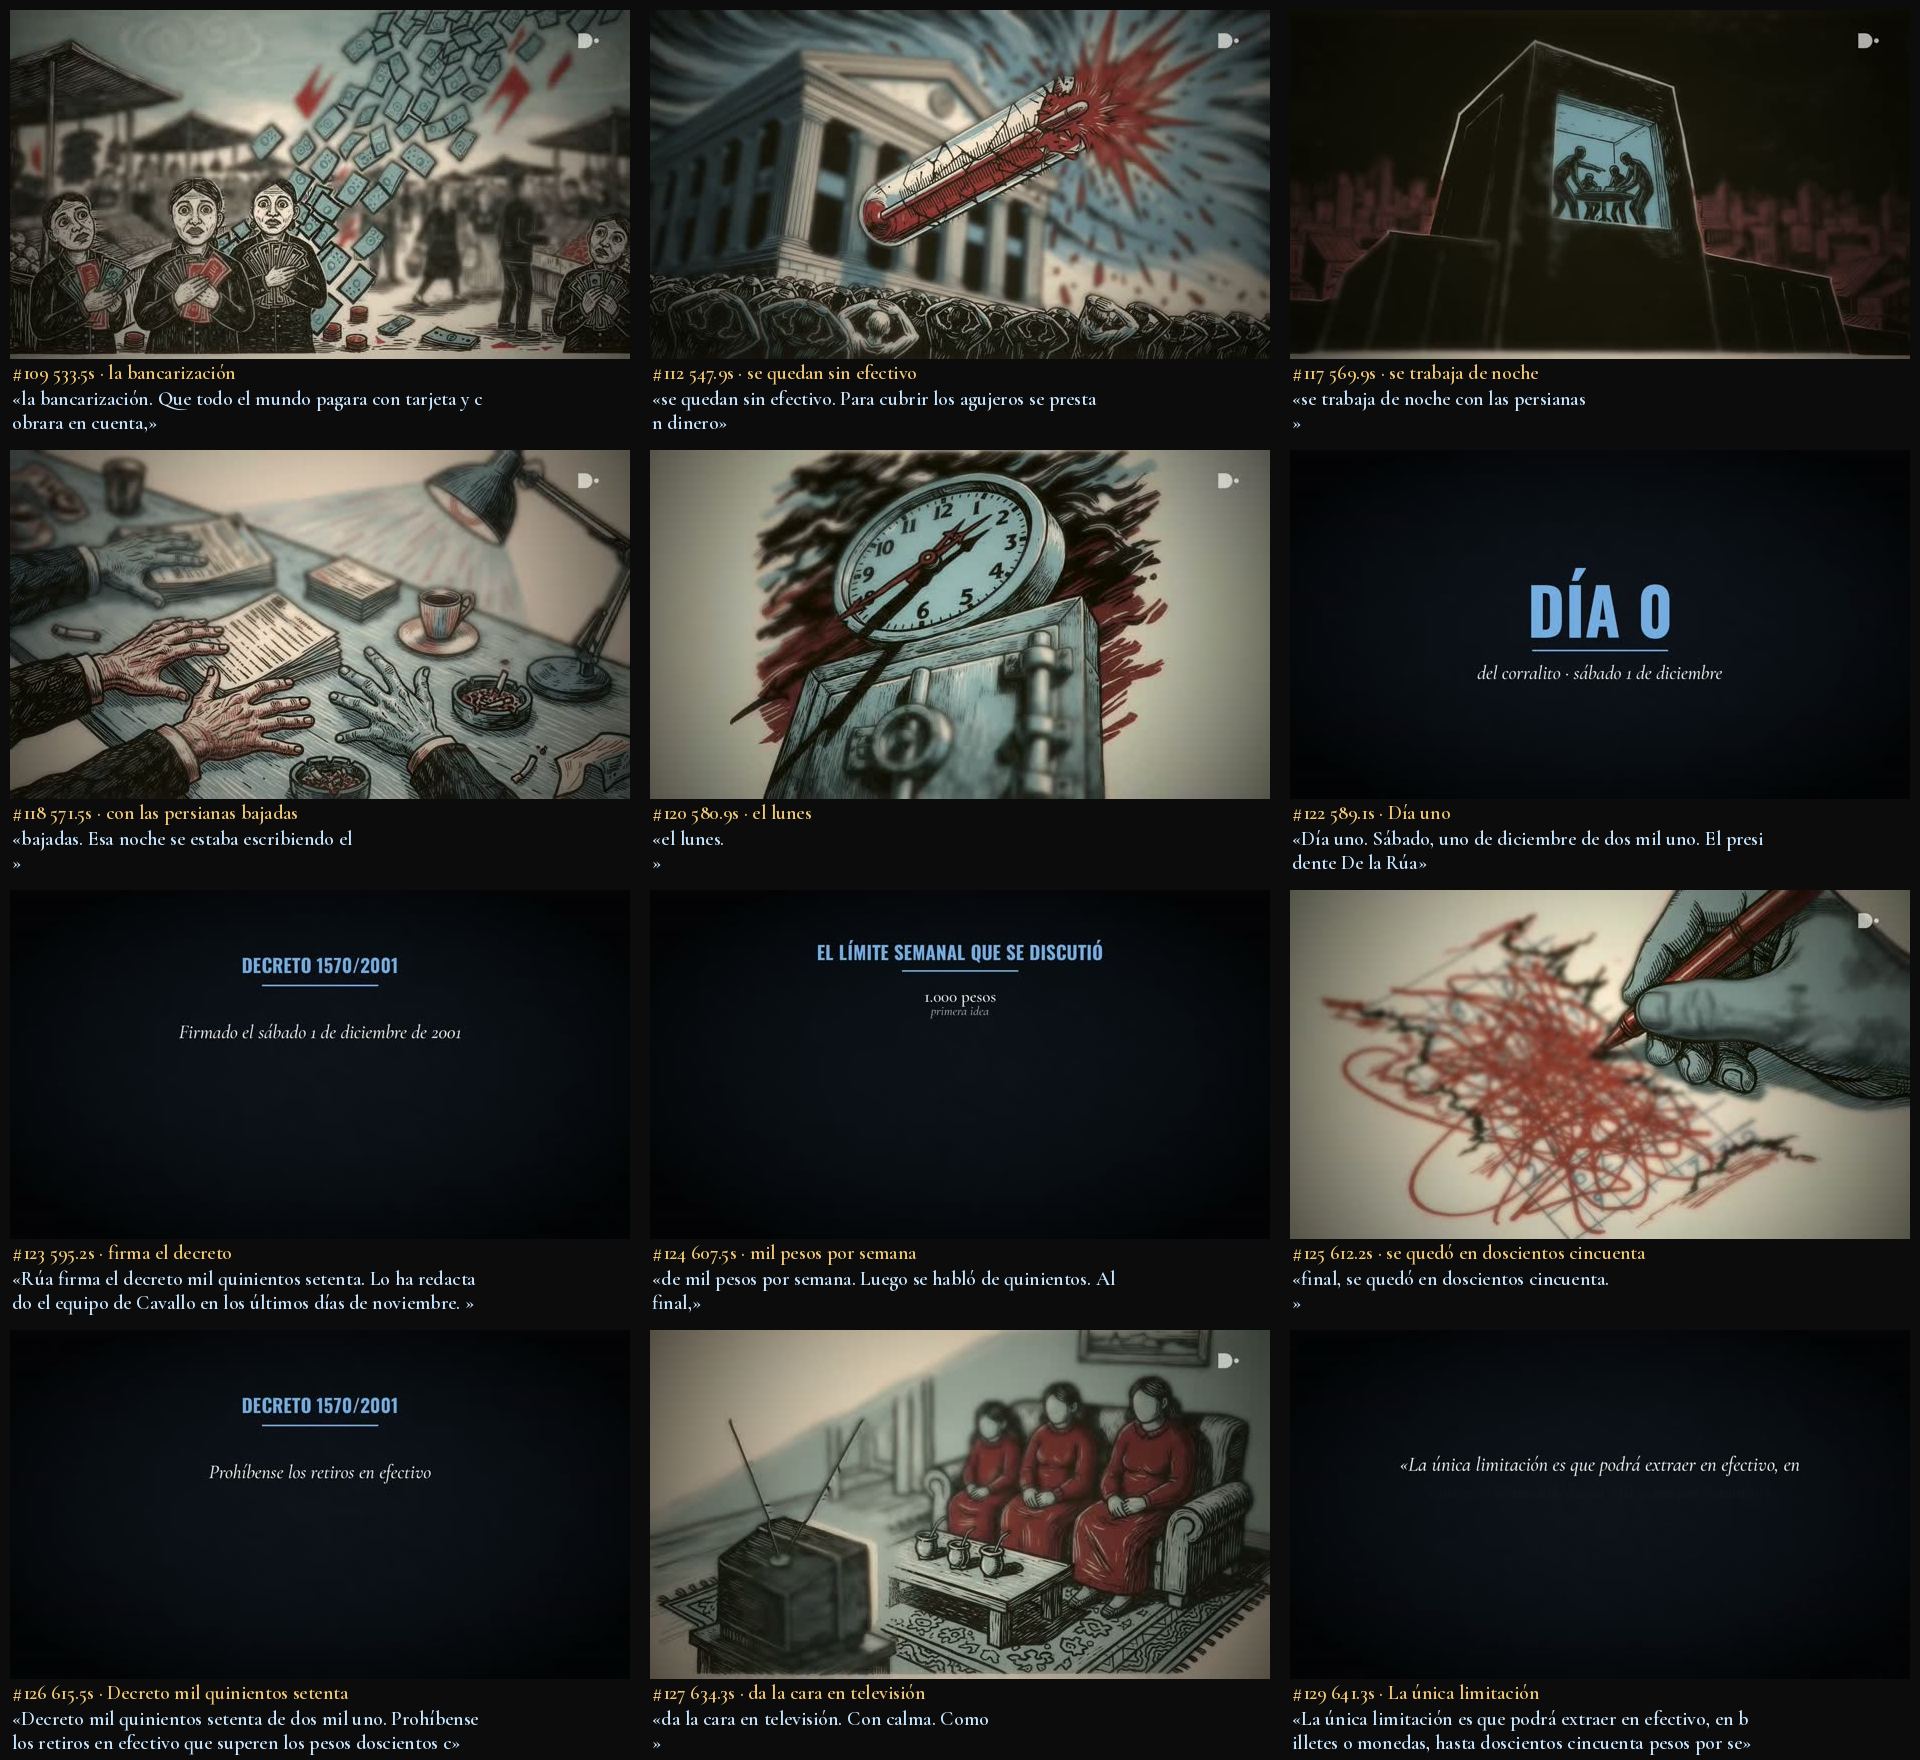 #109 533.5s · la bancarización
«la bancarización. Que todo el mundo pagara con tarjeta y c
obrara en cuenta,»
#112 547.9s · se quedan sin efectivo
«se quedan sin efectivo. Para cubrir los agujeros se presta
n dinero»
#117 569.9s · se trabaja de noche
«se trabaja de noche con las persianas
»
#118 571.5s · con las persianas bajadas
«bajadas. Esa noche se estaba escribiendo el
»
12
1
2
3
4
5
6
9
10
11
#120 580.9s · el lunes
«el lunes.
»
DÍA 0
del corralito · sábado 1 de diciembre
#122 589.1s · Día uno
«Día uno. Sábado, uno de diciembre de dos mil uno. El presi
dente De la Rúa»
DECRETO 1570/2001
Firmado el sábado 1 de diciembre de 2001
#123 595.2s · firma el decreto
«Rúa firma el decreto mil quinientos setenta. Lo ha redacta
do el equipo de Cavallo en los últimos días de noviembre. »
EL LÍMITE SEMANAL QUE SE DISCUTIÓ
1.000 pesos
primera idea
#124 607.5s · mil pesos por semana
«de mil pesos por semana. Luego se habló de quinientos. Al
final,»
#125 612.2s · se quedó en doscientos cincuenta
«final, se quedó en doscientos cincuenta.
»
DECRETO 1570/2001
Prohíbense los retiros en efectivo
#126 615.5s · Decreto mil quinientos setenta
«Decreto mil quinientos setenta de dos mil uno. Prohíbense
los retiros en efectivo que superen los pesos doscientos c»
#127 634.3s · da la cara en televisión
«da la cara en televisión. Con calma. Como
»
«La única limitación es que podrá extraer en efectivo, en
#129 641.3s · La única limitación
«La única limitación es que podrá extraer en efectivo, en b
illetes o monedas, hasta doscientos cincuenta pesos por se»